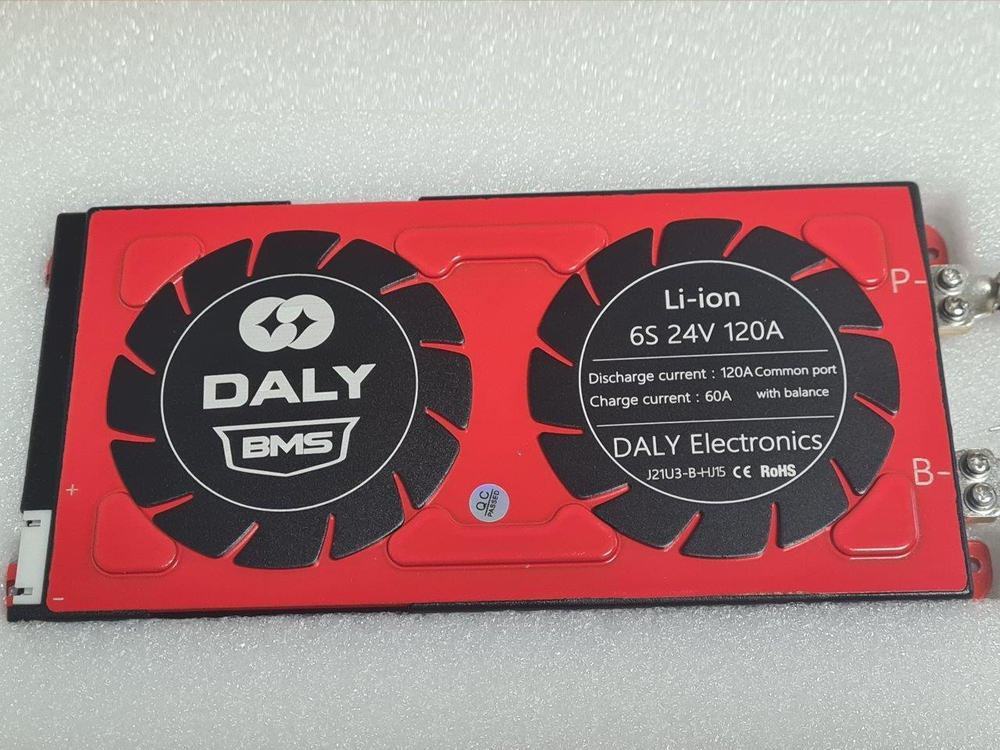 DALY
BMS
+
-
QC
PASSED
Li-ion
6S 24V 120A
Discharge current : 120A Common port
Charge current : 60A with balance
DALY Electronics
J21U3-B-HJ15 CE RoHS
P-
B-